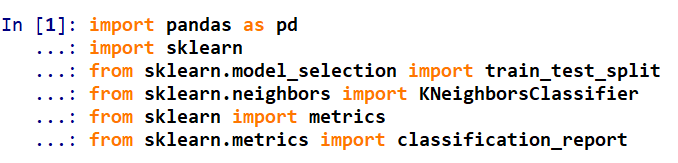 In [1]: import pandas as pd
   ...: import sklearn
   ...: from sklearn.model_selection import train_test_split
   ...: from sklearn.neighbors import KNeighborsClassifier
   ...: from sklearn import metrics
   ...: from sklearn.metrics import classification_report